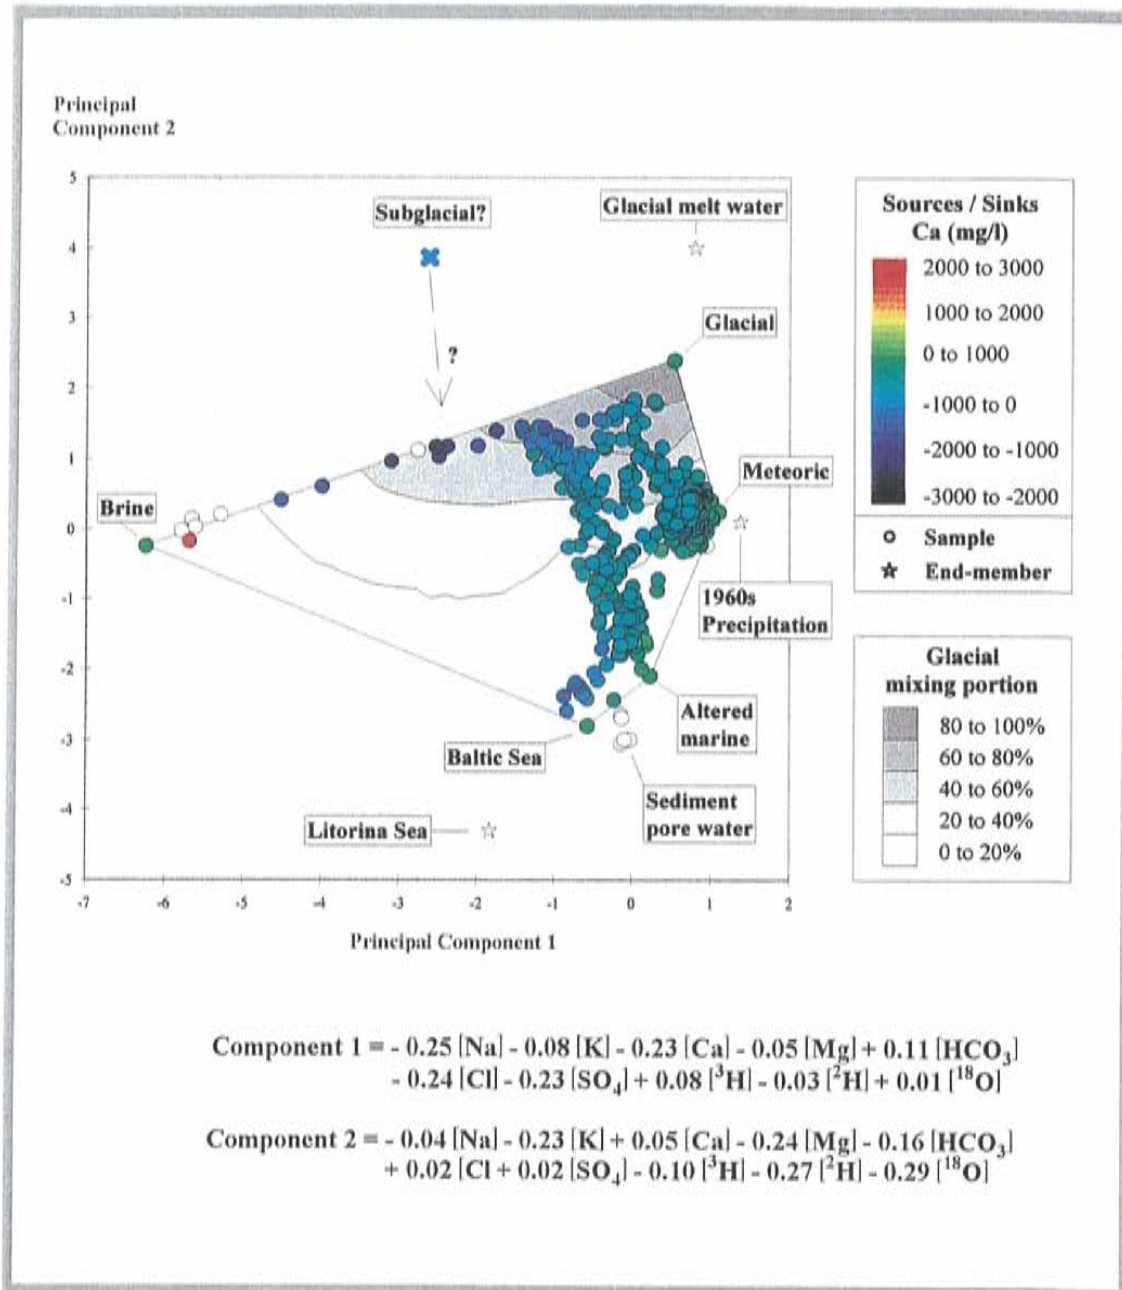 Principal
Component 2
5
4
3
2
1
0
-1
-2
-3
-4
-5
-7
-6
-5
-4
-3
-2
-1
0
1
2
Principal Component 1
Subglacial?
?
Glacial melt water
Glacial
Meteoric
Brine
1960s
Precipitation
Altered
marine
Baltic Sea
Sediment
pore water
Litorina Sea
Sources / Sinks
Ca (mg/l)
2000 to 3000
1000 to 2000
0 to 1000
-1000 to 0
-2000 to -1000
-3000 to -2000
Sample
End-member
Glacial
mixing portion
80 to 100%
60 to 80%
40 to 60%
20 to 40%
0 to 20%
Component 1 = - 0.25 [Na] - 0.08 [K] - 0.23 [Ca] - 0.05 [Mg] + 0.11 [HCO₃]
- 0.24 [Cl] - 0.23 [SO₄] + 0.08 [³H] - 0.03 [²H] + 0.01 [¹⁸O]
Component 2 = - 0.04 [Na] - 0.23 [K] + 0.05 [Ca] - 0.24 [Mg] - 0.16 [HCO₃]
+ 0.02 [Cl + 0.02 [SO₄] - 0.10 [³H] - 0.27 [²H] - 0.29 [¹⁸O]